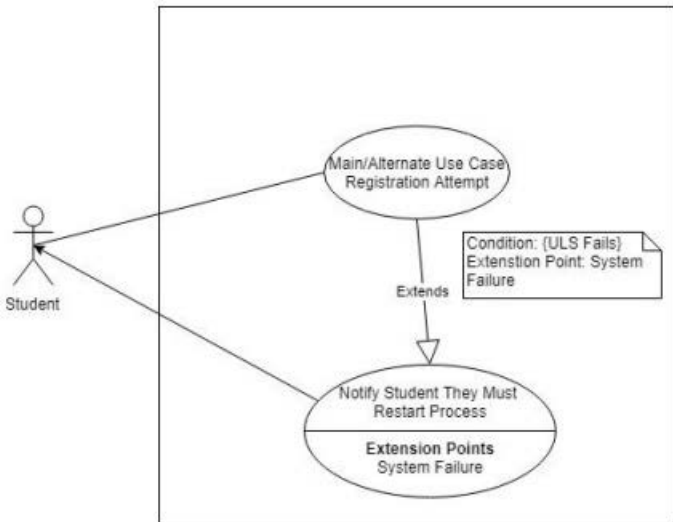 Main/Alternate Use Case
Registration Attempt
Condition: {ULS Fails}
Extenstion Point: System
Failure
Extends
Student
Notify Student They Must
Restart Process
Extension Points
System Failure